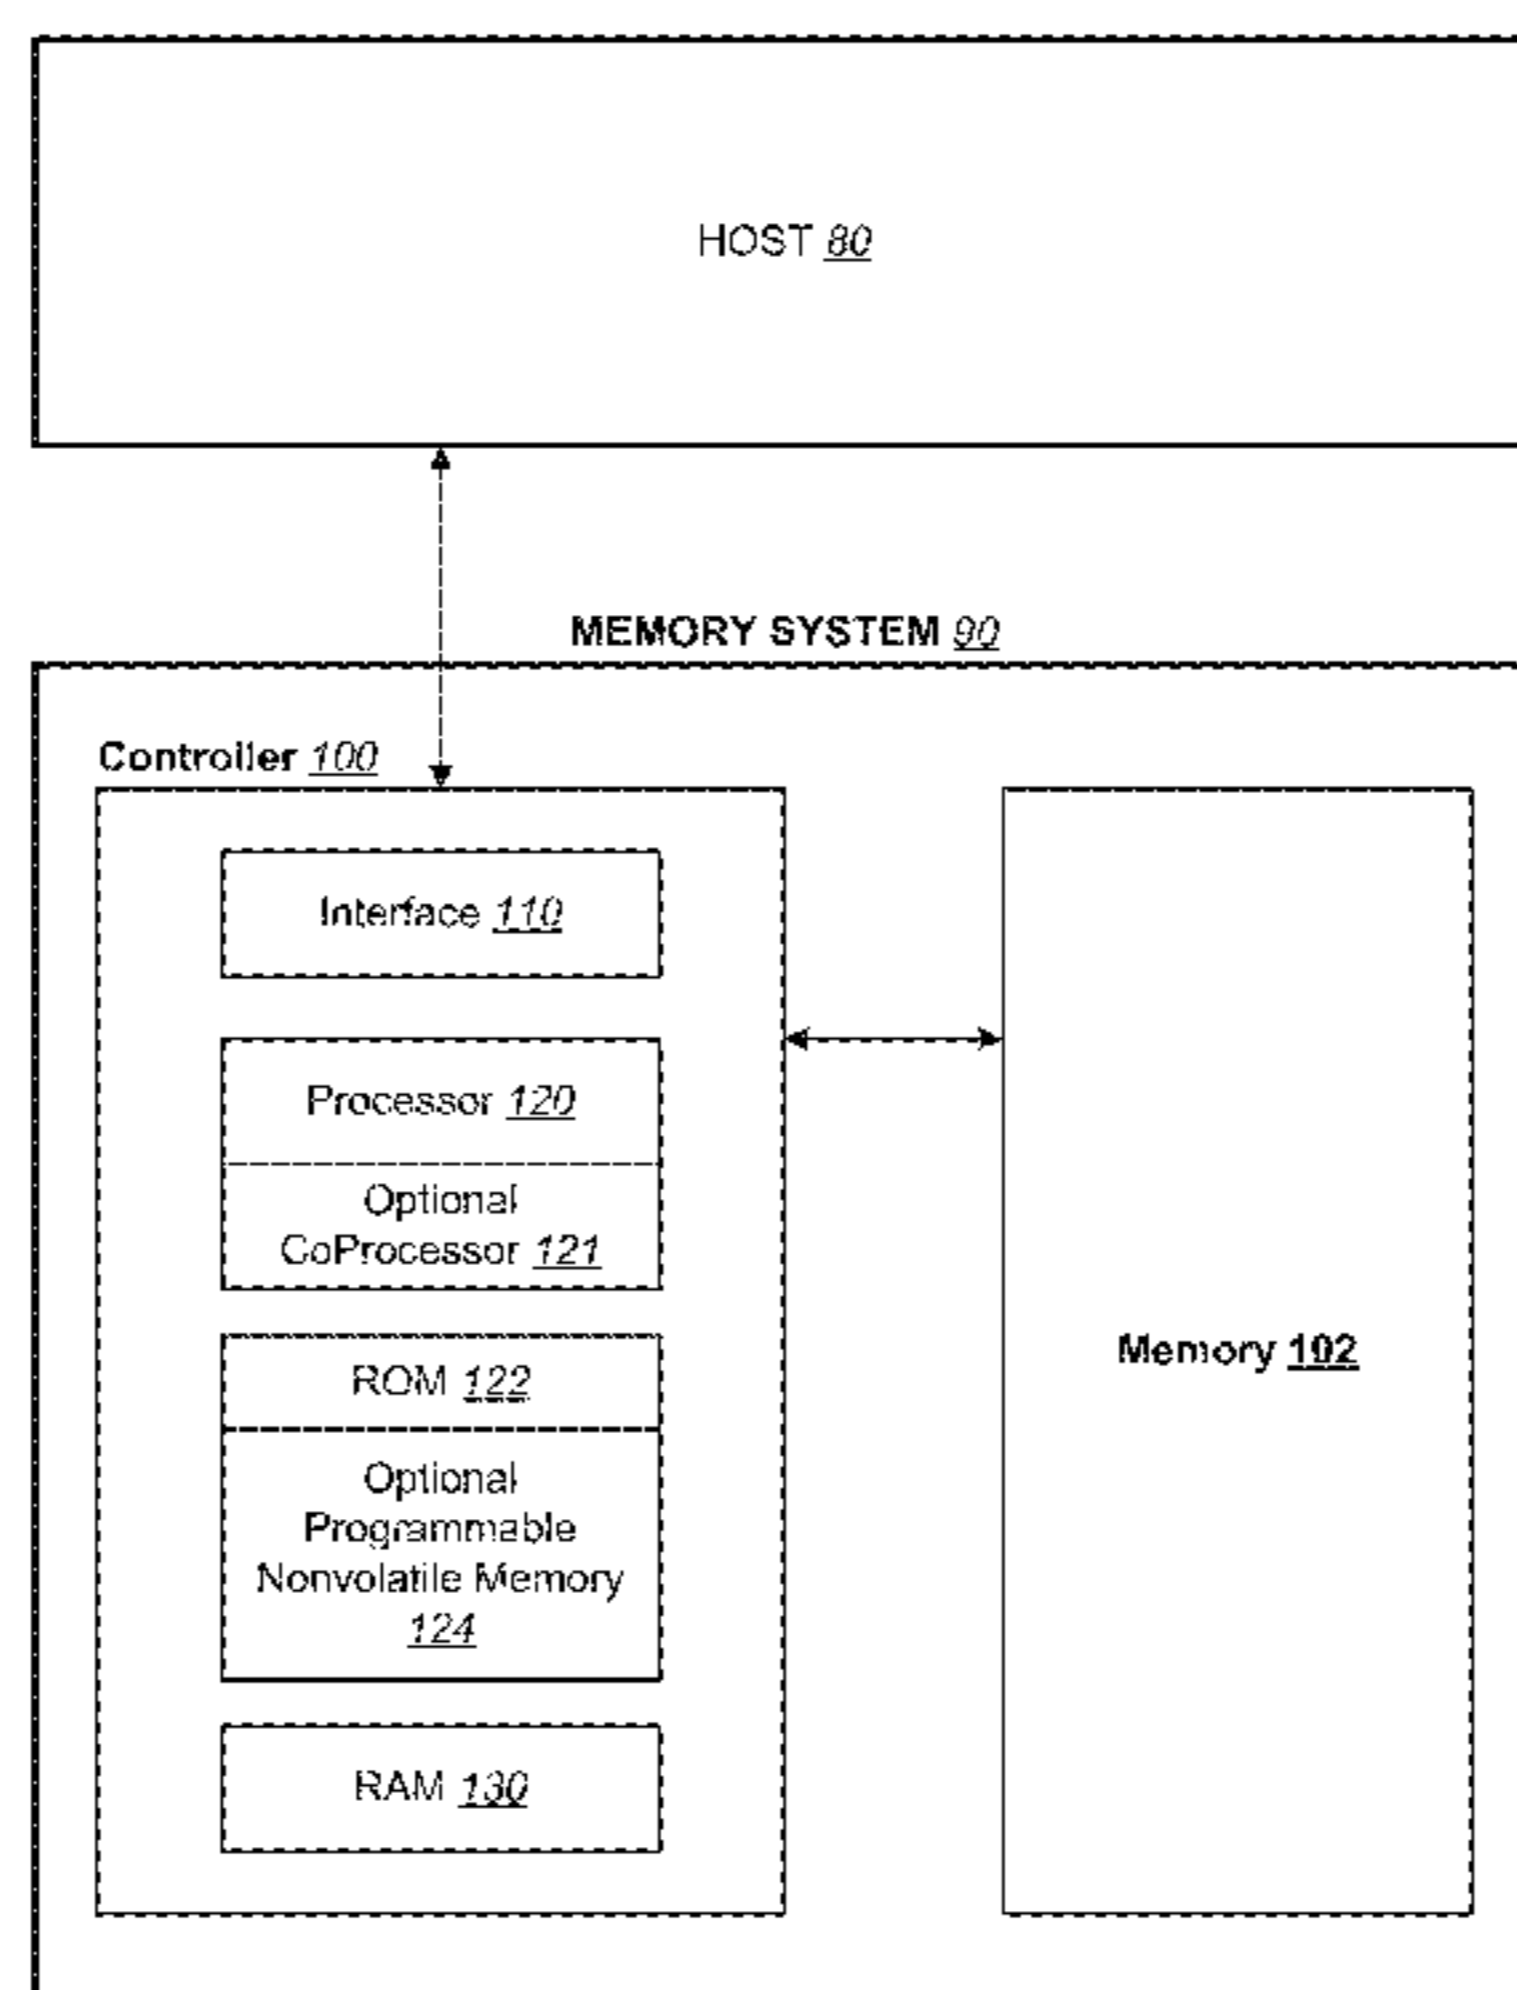 HOST 80
MEMORY SYSTEM 90
Controller 100
Interface 110
Processor 120
Optional
CoProcessor 121
ROM 122
Optional
Programmable
Nonvolatile Memory
124
RAM 130
Memory 102